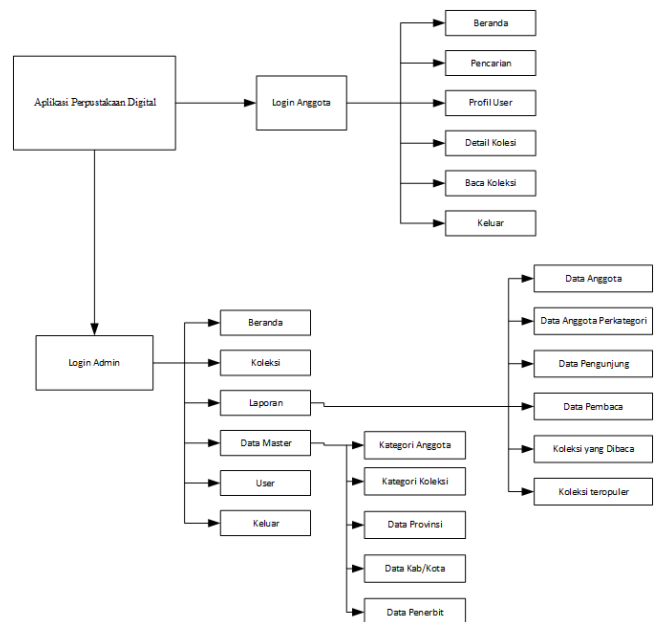 Aplikasi Perpustakaan Digital
Login Anggota
Beranda
Pencarian
Profil User
Detail Kolesi
Baca Koleksi
Keluar
Login Admin
Beranda
Koleksi
Laporan
Data Master
User
Keluar
Kategori Anggota
Kategori Koleksi
Data Provinsi
Data Kab/Kota
Data Penerbit
Data Anggota
Data Anggota Perkategori
Data Pengunjung
Data Pembaca
Koleksi yang Dibaca
Koleksi teropuler